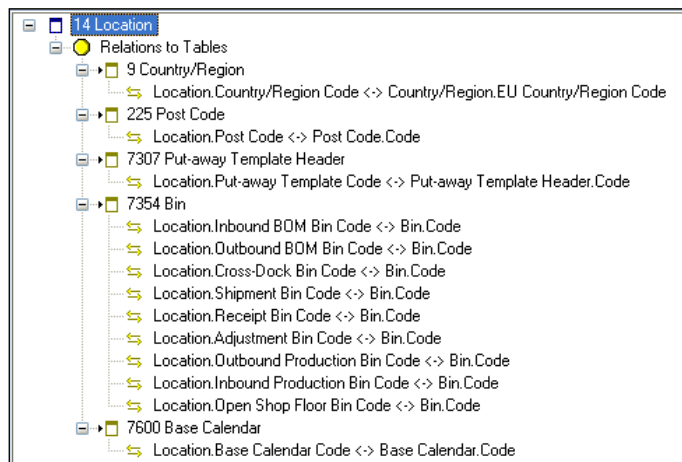 14 Location
Relations to Tables
9 Country/Region
Location.Country/Region Code <-> Country/Region.EU Country/Region Code
225 Post Code
Location.Post Code <-> Post Code.Code
7307 Put-away Template Header
Location.Put-away Template Code <-> Put-away Template Header.Code
7354 Bin
Location.Inbound BOM Bin Code <-> Bin.Code
Location.Outbound BOM Bin Code <-> Bin.Code
Location.Cross-Dock Bin Code <-> Bin.Code
Location.Shipment Bin Code <-> Bin.Code
Location.Receipt Bin Code <-> Bin.Code
Location.Adjustment Bin Code <-> Bin.Code
Location.Outbound Production Bin Code <-> Bin.Code
Location.Inbound Production Bin Code <-> Bin.Code
Location.Open Shop Floor Bin Code <-> Bin.Code
7600 Base Calendar
Location.Base Calendar Code <-> Base Calendar.Code